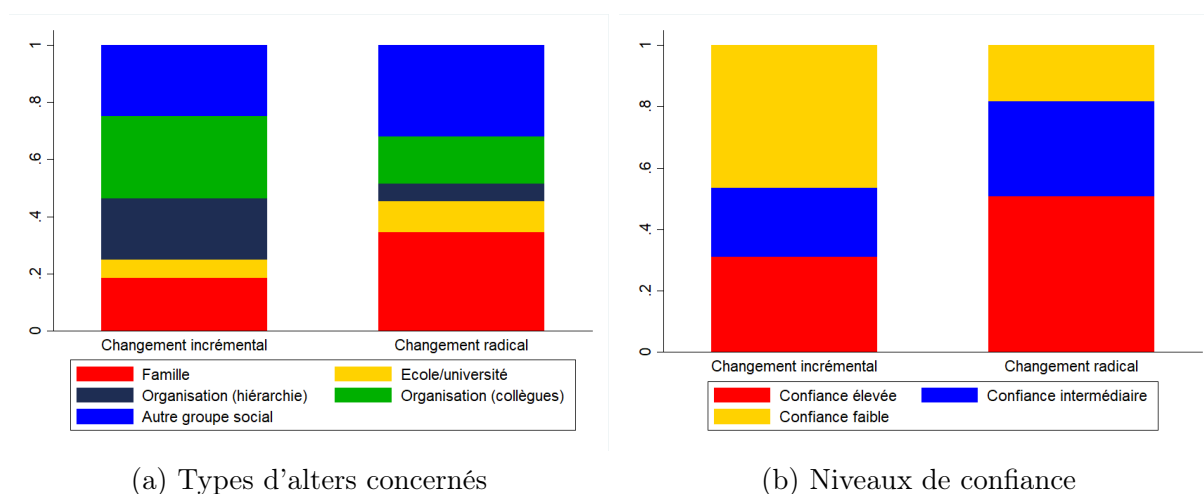 0 .2 .4 .6 .8 1
Changement incrémental Changement radical
Famille Ecole/université
Organisation (hiérarchie) Organisation (collègues)
Autre groupe social
(a) Types d'alters concernés
0 .2 .4 .6 .8 1
Changement incrémental Changement radical
Confiance élevée Confiance intermédiaire
Confiance faible
(b) Niveaux de confiance